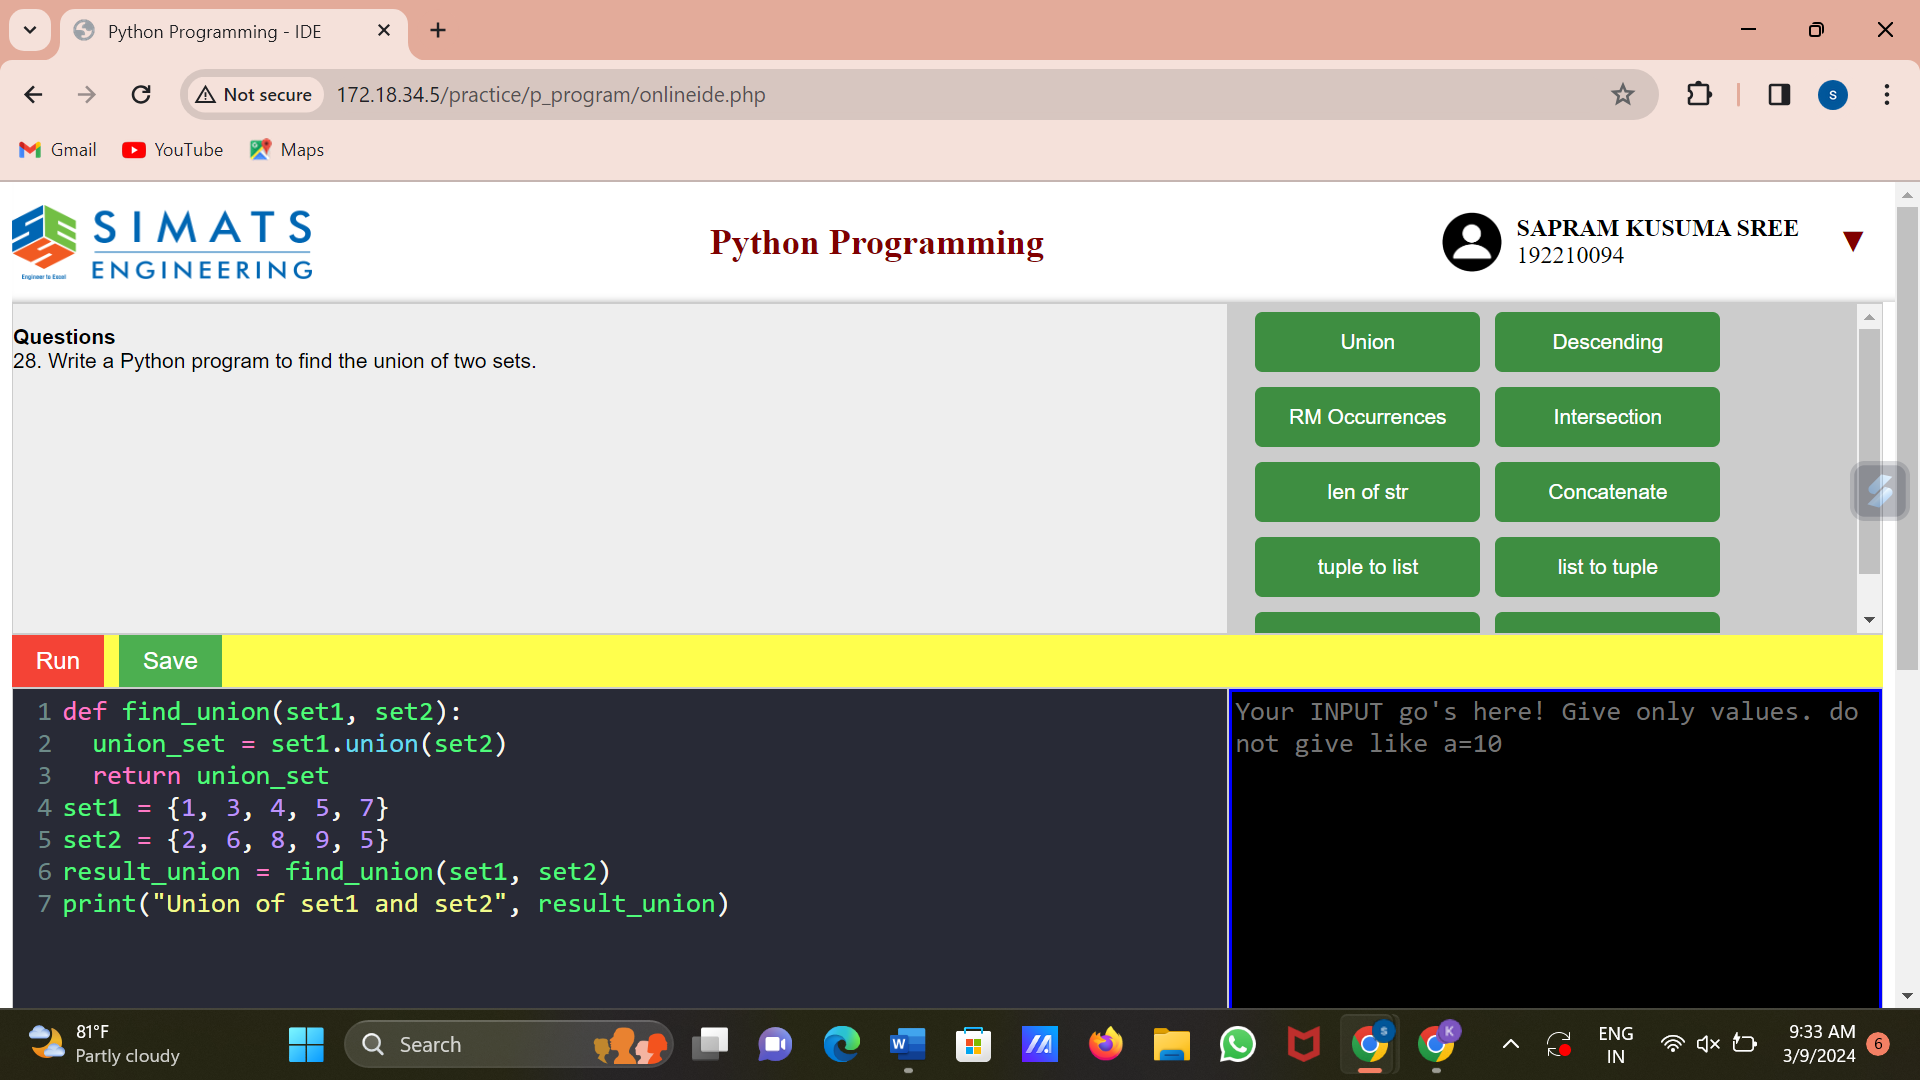 Python Programming - IDE
Not secure
172.18.34.5/practice/p_program/onlineide.php
S
Gmail
YouTube
Maps
SIMATS
ENGINEERING
Engineer to Excel
Python Programming
SAPRAM KUSUMA SREE
192210094
Questions
28. Write a Python program to find the union of two sets.
Union
Descending
RM Occurrences
Intersection
len of str
Concatenate
tuple to list
list to tuple
Run
Save
1 def find_union(set1, set2):
2   union_set = set1.union(set2)
3   return union_set
4 set1 = {1, 3, 4, 5, 7}
5 set2 = {2, 6, 8, 9, 5}
6 result_union = find_union(set1, set2)
7 print("Union of set1 and set2", result_union)
Your INPUT go's here! Give only values. do
not give like a=10
81°F
Partly cloudy
Search
W
S
K
ENG
IN
9:33 AM
3/9/2024
6